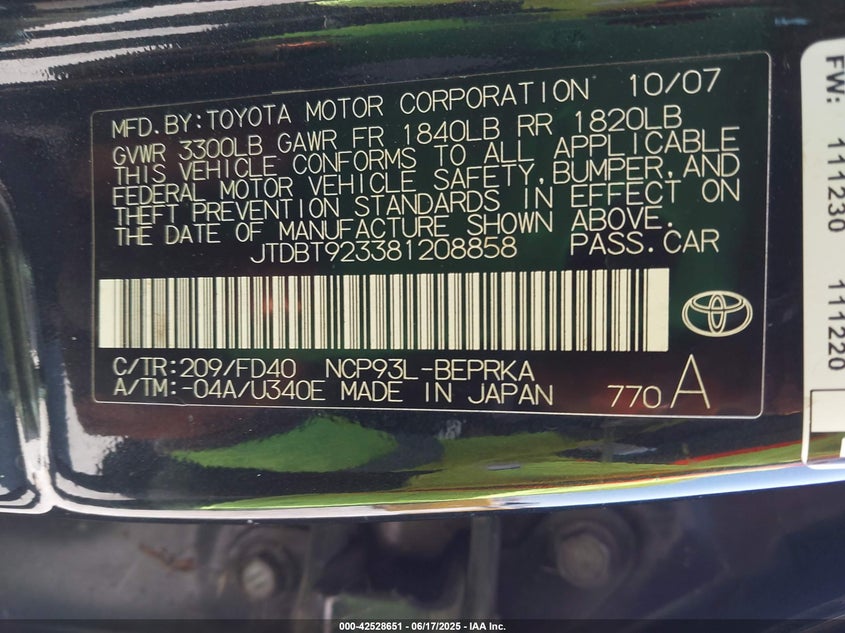 MFD.BY:TOYOTA MOTOR CORPORATION 10/07
GVWR 3300LB GAWR FR 1840LB RR 1820LB
THIS VEHICLE CONFORMS TO ALL APPLICABLE
FEDERAL MOTOR VEHICLE SAFETY,BUMPER,AND
THEFT PREVENTION STANDARDS IN EFFECT ON
THE DATE OF MANUFACTURE SHOWN ABOVE.
JTDBT923381208858 PASS.CAR
C/TR:209/FD40 NCP93L-BEPRKA
A/TM:-04A/U340E MADE IN JAPAN 770 A
FW: 111230 111220
000-42528651 - 06/17/2025 - IAA Inc.